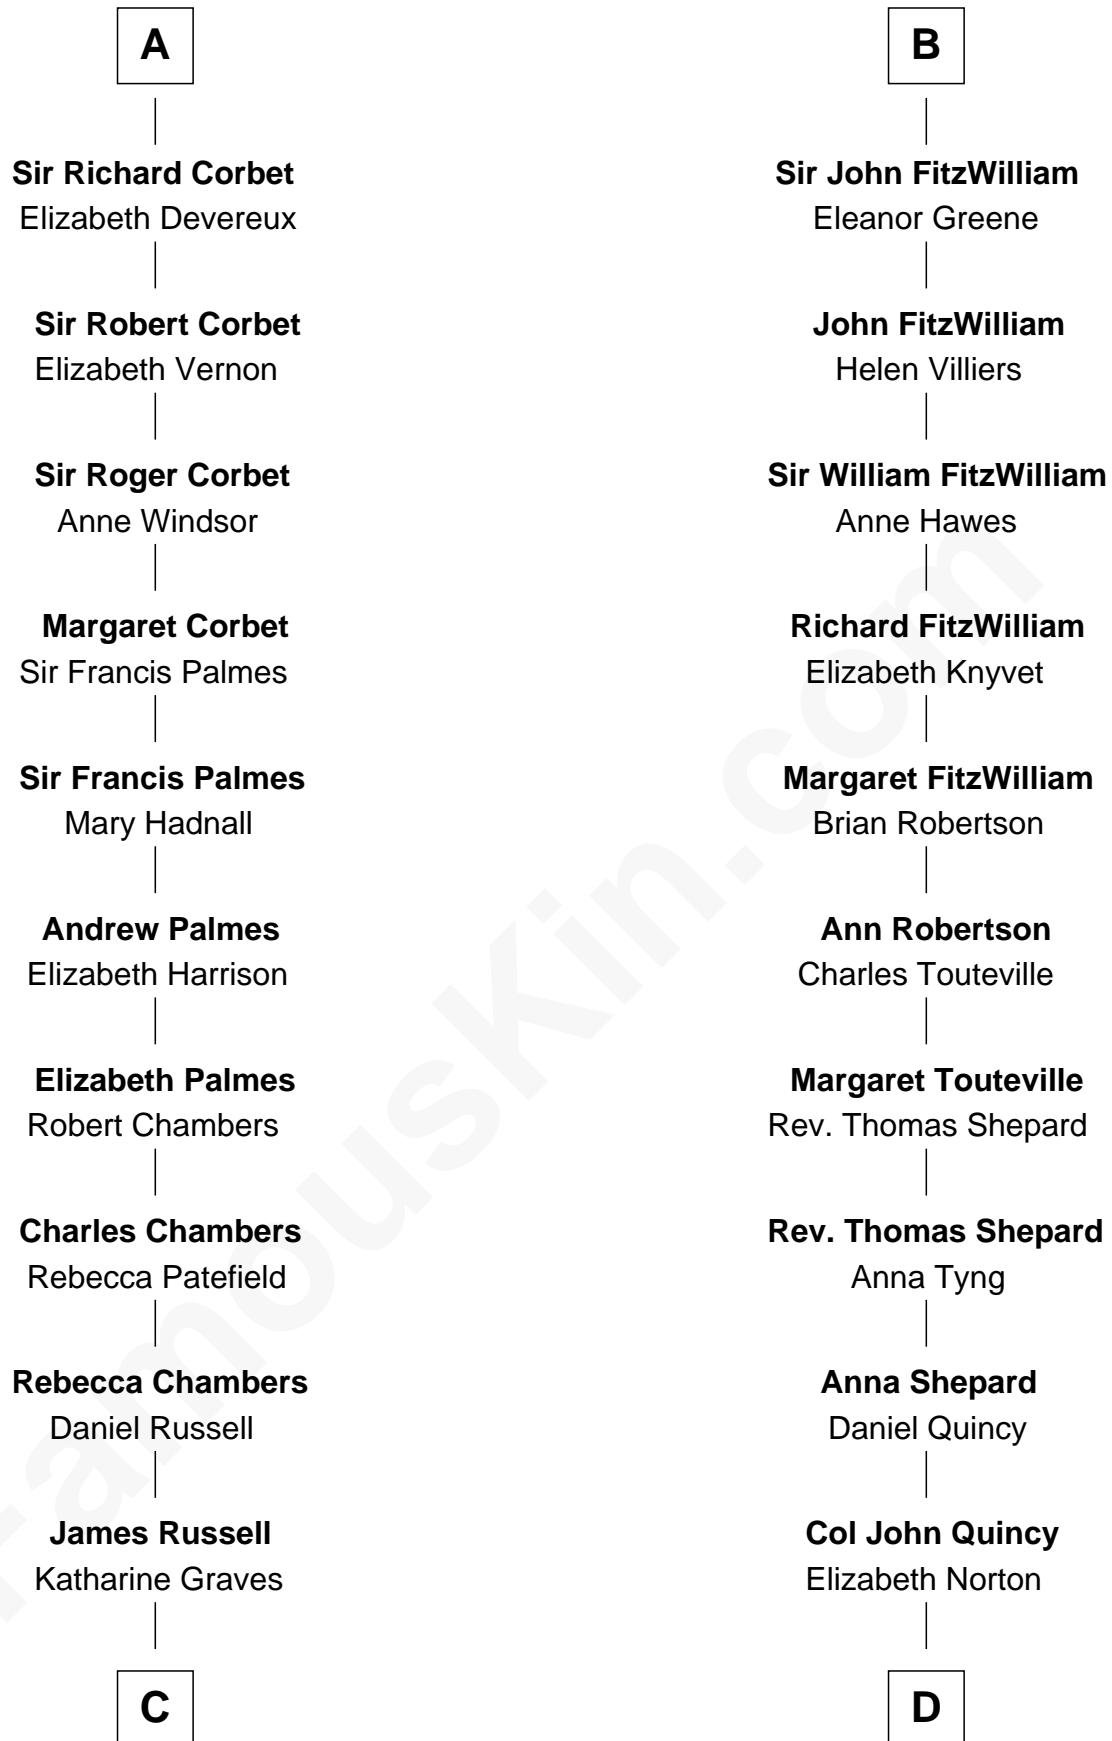 A
Sir Richard Corbet
Elizabeth Devereux
Sir Robert Corbet
Elizabeth Vernon
Sir Roger Corbet
Anne Windsor
Margaret Corbet
Sir Francis Palmes
Sir Francis Palmes
Mary Hadnall
Andrew Palmes
Elizabeth Harrison
Elizabeth Palmes
Robert Chambers
Charles Chambers
Rebecca Patefield
Rebecca Chambers
Daniel Russell
James Russell
Katharine Graves
C
B
Sir John FitzWilliam
Eleanor Greene
John FitzWilliam
Helen Villiers
Sir William FitzWilliam
Anne Hawes
Richard FitzWilliam
Elizabeth Knyvet
Margaret FitzWilliam
Brian Robertson
Ann Robertson
Charles Touteville
Margaret Touteville
Rev. Thomas Shepard
Rev. Thomas Shepard
Anna Tyng
Anna Shepard
Daniel Quincy
Col John Quincy
Elizabeth Norton
D
FamousKin.com